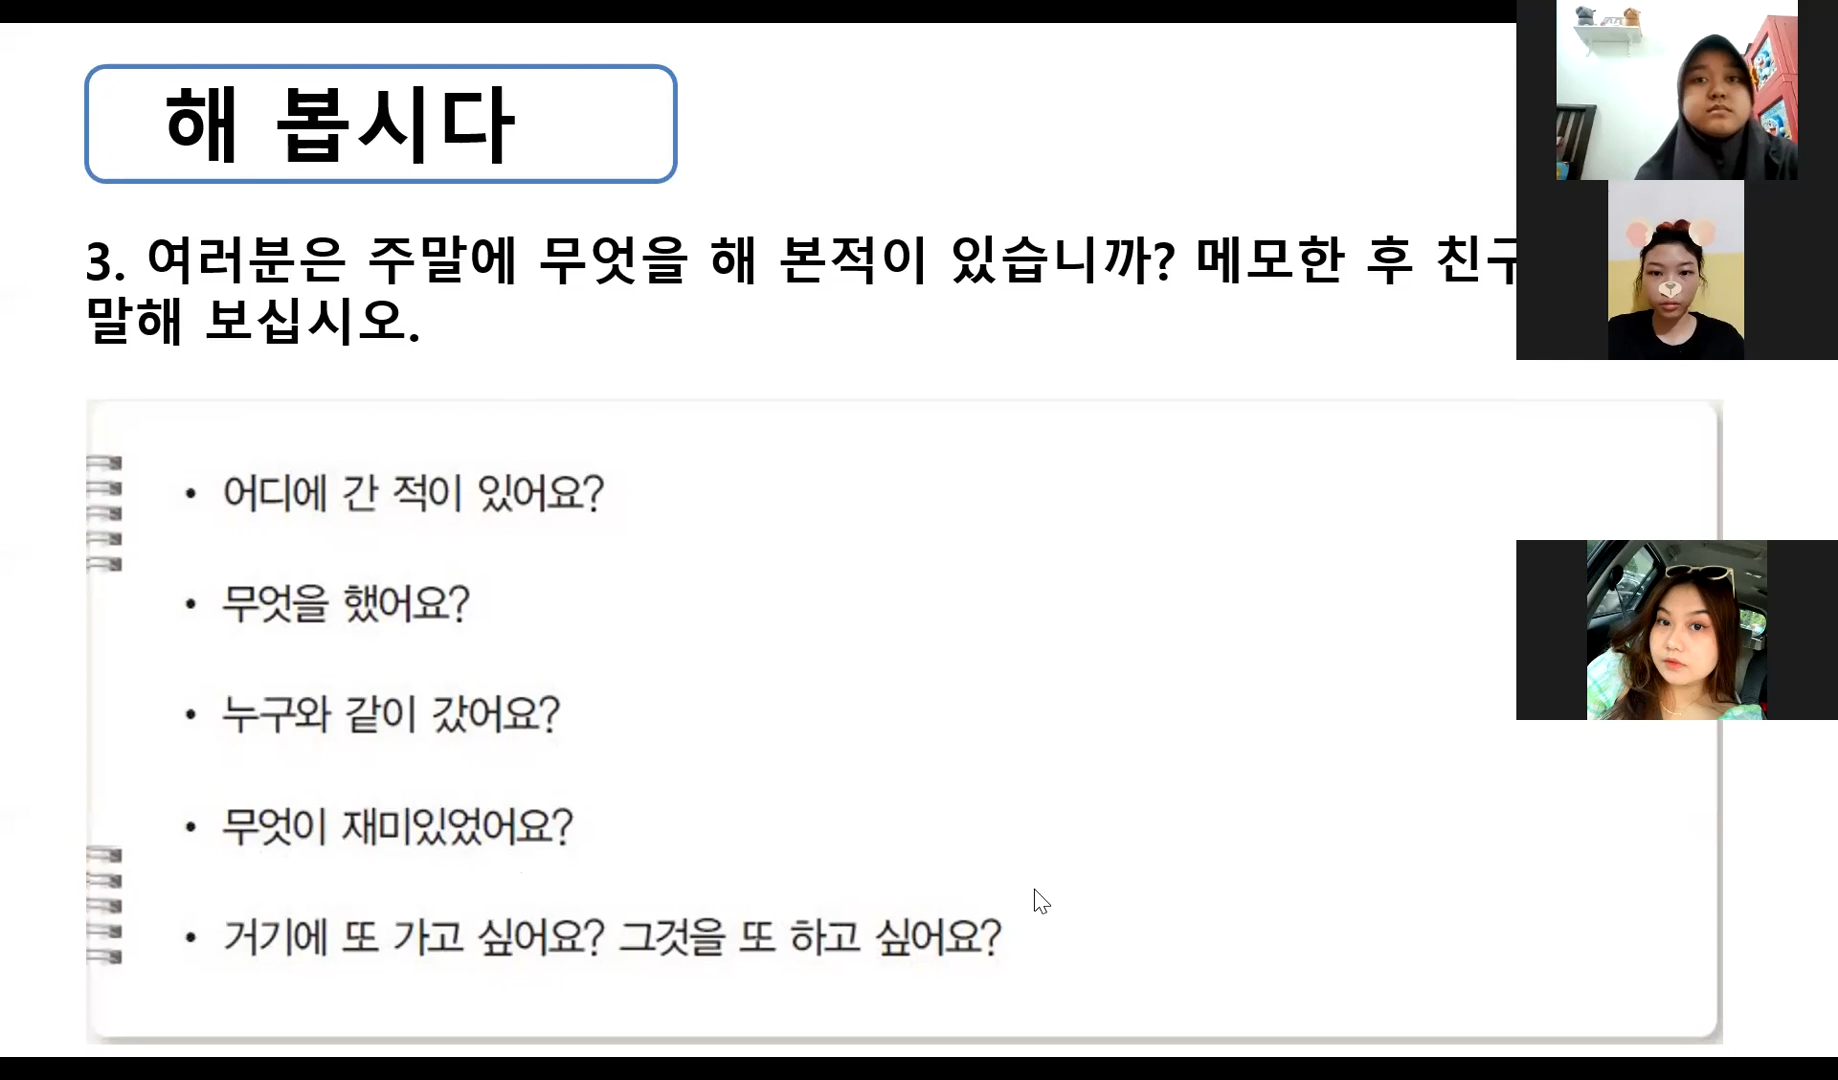 해 봅시다
3. 여러분은 주말에 무엇을 해 본적이 있습니까? 메모한 후
말해 보십시오.
• 어디에 간 적이 있어요?
• 무엇을 했어요?
• 누구와 같이 갔어요?
• 무엇이 재미있었어요?
• 거기에 또 가고 싶어요? 그것을 또 하고 싶어요?